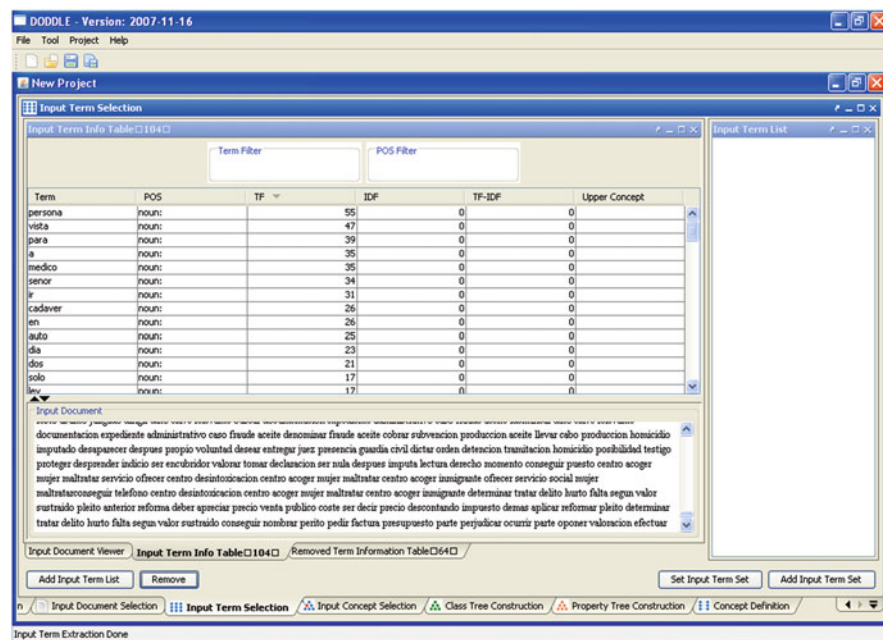 DODDLE - Version: 2007-11-16
File Tool Project Help
New Project
Input Term Selection
Input Term Info Table□104□
Input Term List
Term Filter
POS Filter
Term POS TF IDF TF-IDF Upper Concept
persona noun: 55 0 0
vista noun: 47 0 0
para noun: 39 0 0
a noun: 35 0 0
medico noun: 35 0 0
senor noun: 34 0 0
ir noun: 31 0 0
cadaver noun: 26 0 0
en noun: 26 0 0
auto noun: 25 0 0
dia noun: 23 0 0
dos noun: 21 0 0
solo noun: 17 0 0
ley noun: 17 0 0
Input Document
documentacion expediente administrativo caso fraude aceite denominar fraude aceite cobrar subvencion produccion aceite llevar cabo produccion homicidio
imputado desaparecer despues propio voluntad desear entregar juez presencia guardia civil dictar orden detencion tramitacion homicidio posibilidad testigo
proteger desprender indicio ser encubridor valorar tomar declaracion ser nula despues imputa lectura derecho momento conseguir puesto centro acoger
mujer maltratar servicio ofrecer centro desintoxicacion centro acoger mujer maltratar centro acoger inmigrante ofrecer servicio social mujer
maltratarconseguir telefono centro desintoxicacion centro acoger mujer maltratar centro acoger inmigrante determinar tratar delito hurto falta segun valor
sustraido pleito anterior reforma deber apreciar precio venta publico coste ser decir precio descontando impuesto demas aplicar reformar pleito determinar
tratar delito hurto falta segun valor sustraido conseguir nombrar perito pedir factura presupuesto parte perjudicar ocurrir parte oponer valoracion efectuar
Input Document Viewer Input Term Info Table□104□ Removed Term Information Table□64□
Add Input Term List Remove Set Input Term Set Add Input Term Set
n Input Document Selection Input Term Selection Input Concept Selection Class Tree Construction Property Tree Construction Concept Definition
Input Term Extraction Done